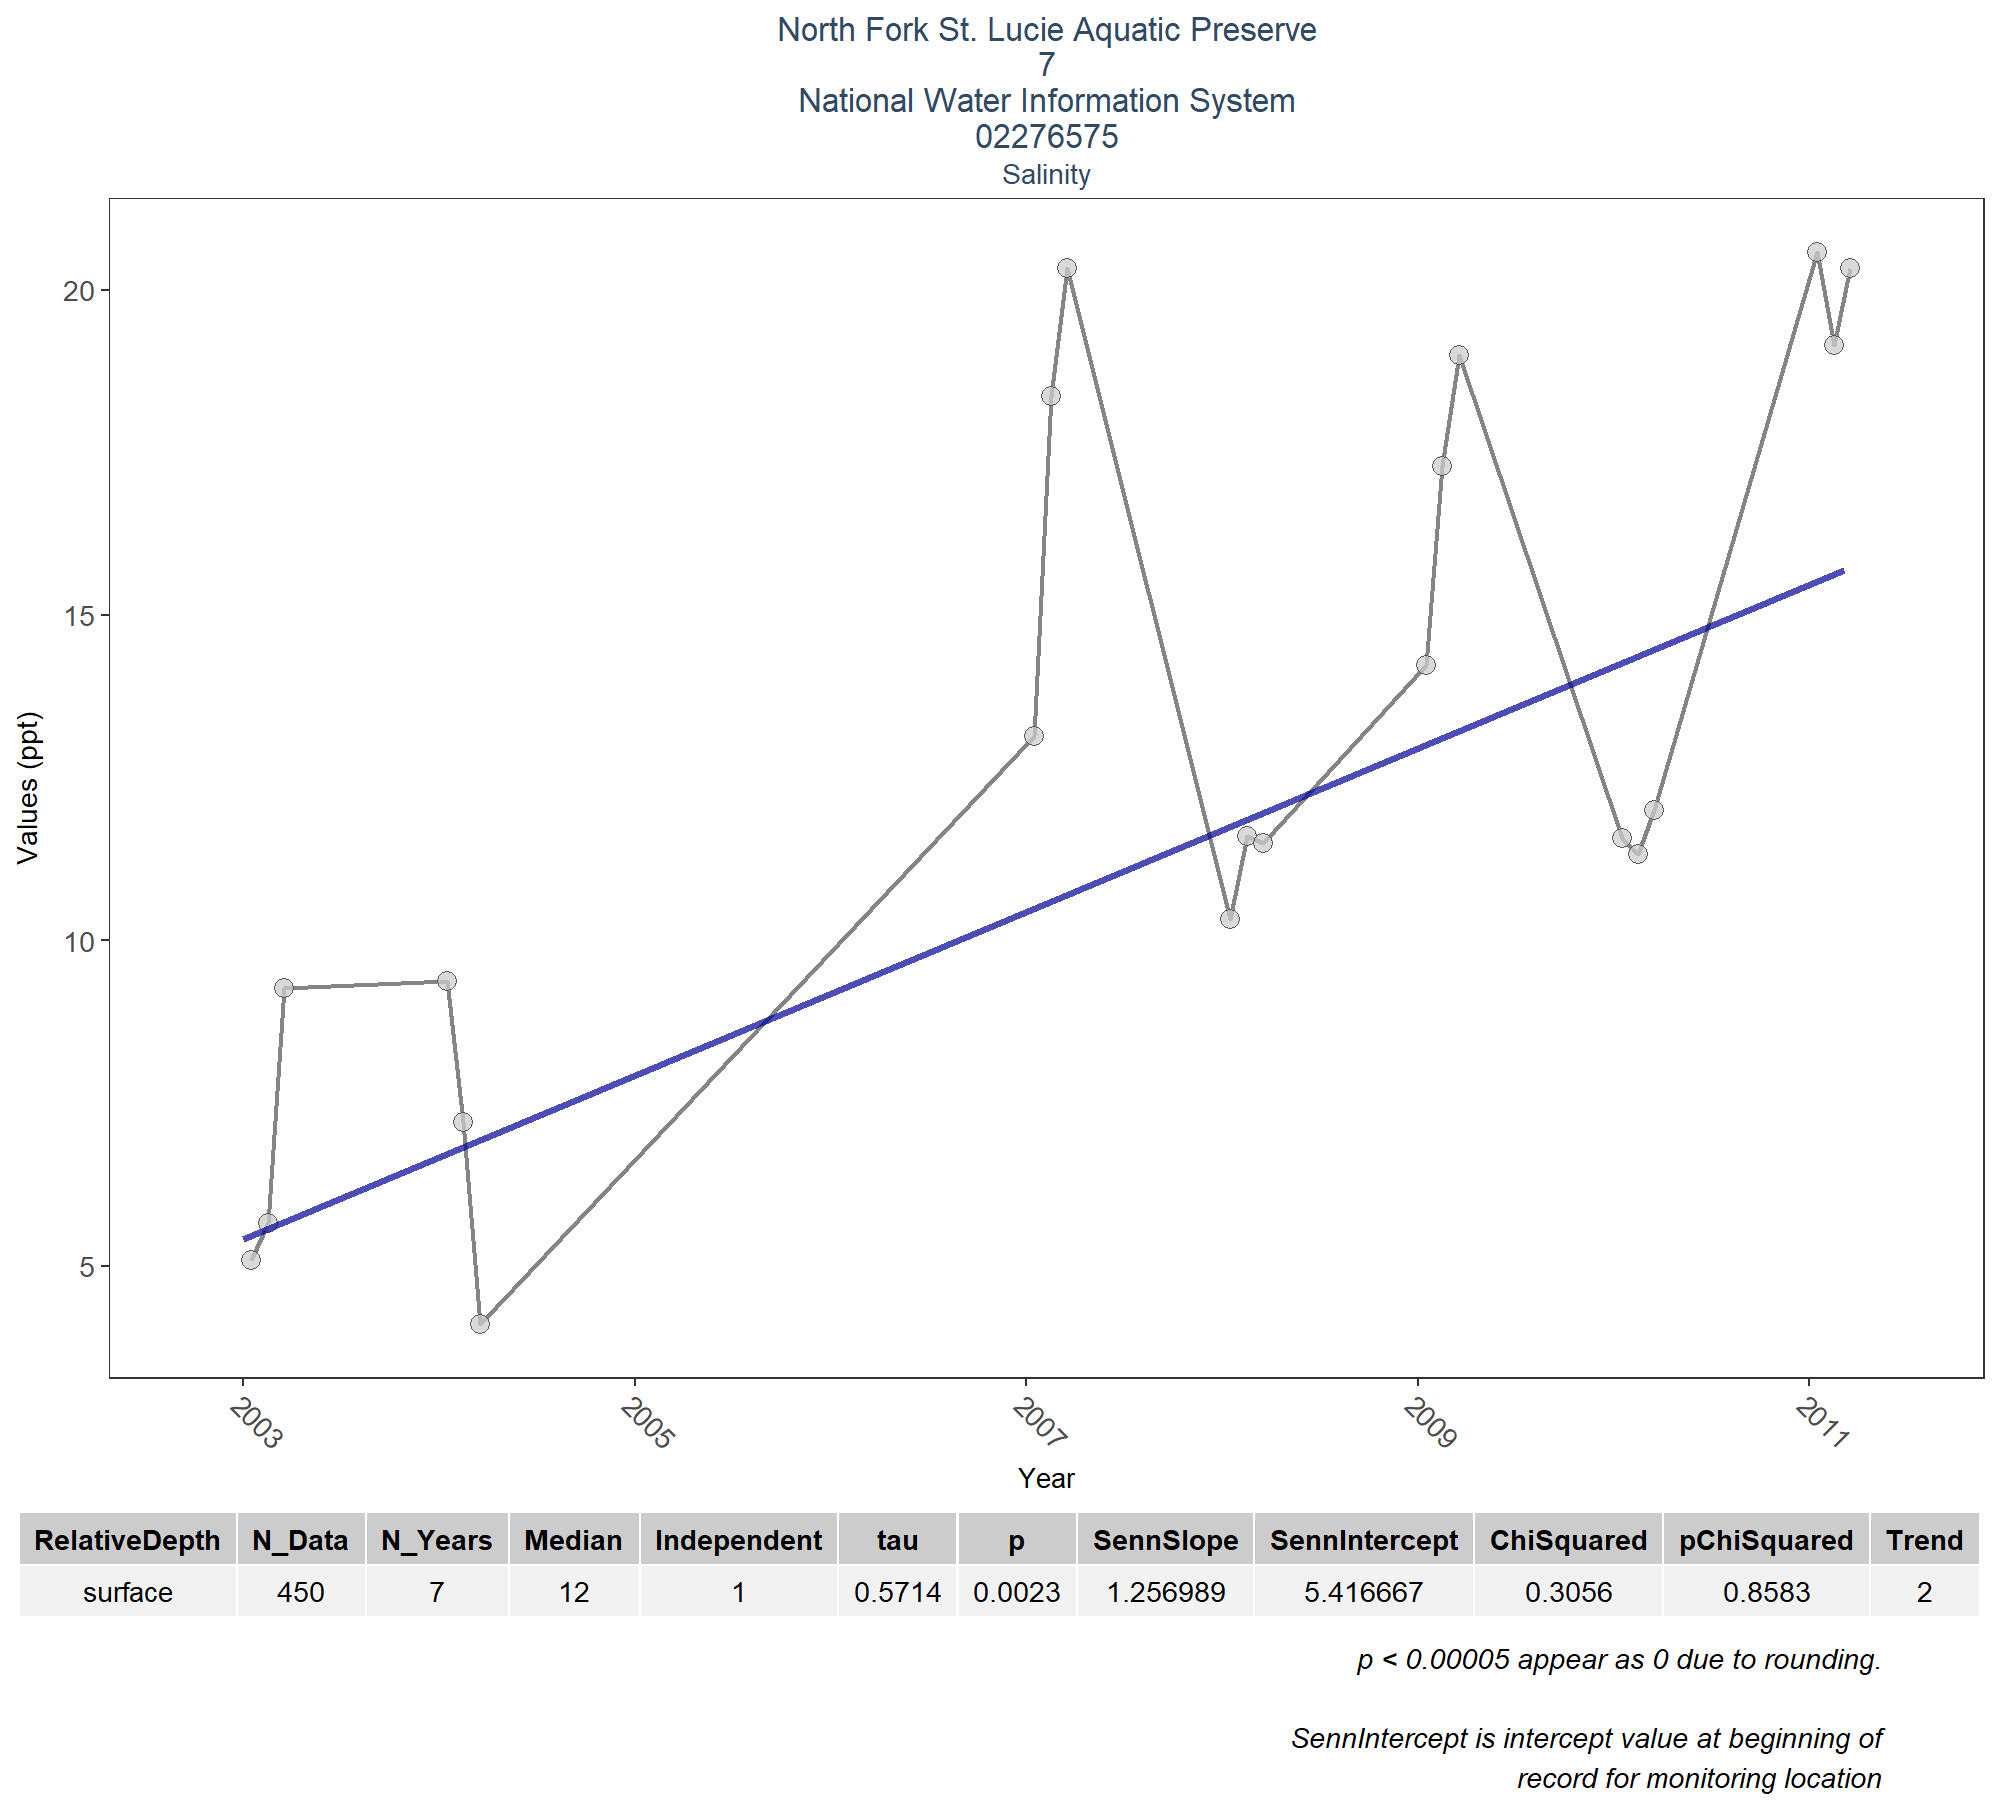 North Fork St. Lucie Aquatic Preserve
7
National Water Information System
02276575
Salinity
20
15
10
5
Values (ppt)
2003 2005 2007 2009 2011
Year
RelativeDepth N_Data N_Years Median Independent tau p SennSlope SennIntercept ChiSquared pChiSquared Trend
surface 450 7 12 1 0.5714 0.0023 1.256989 5.416667 0.3056 0.8583 2
p < 0.00005 appear as 0 due to rounding.
SennIntercept is intercept value at beginning of
record for monitoring location